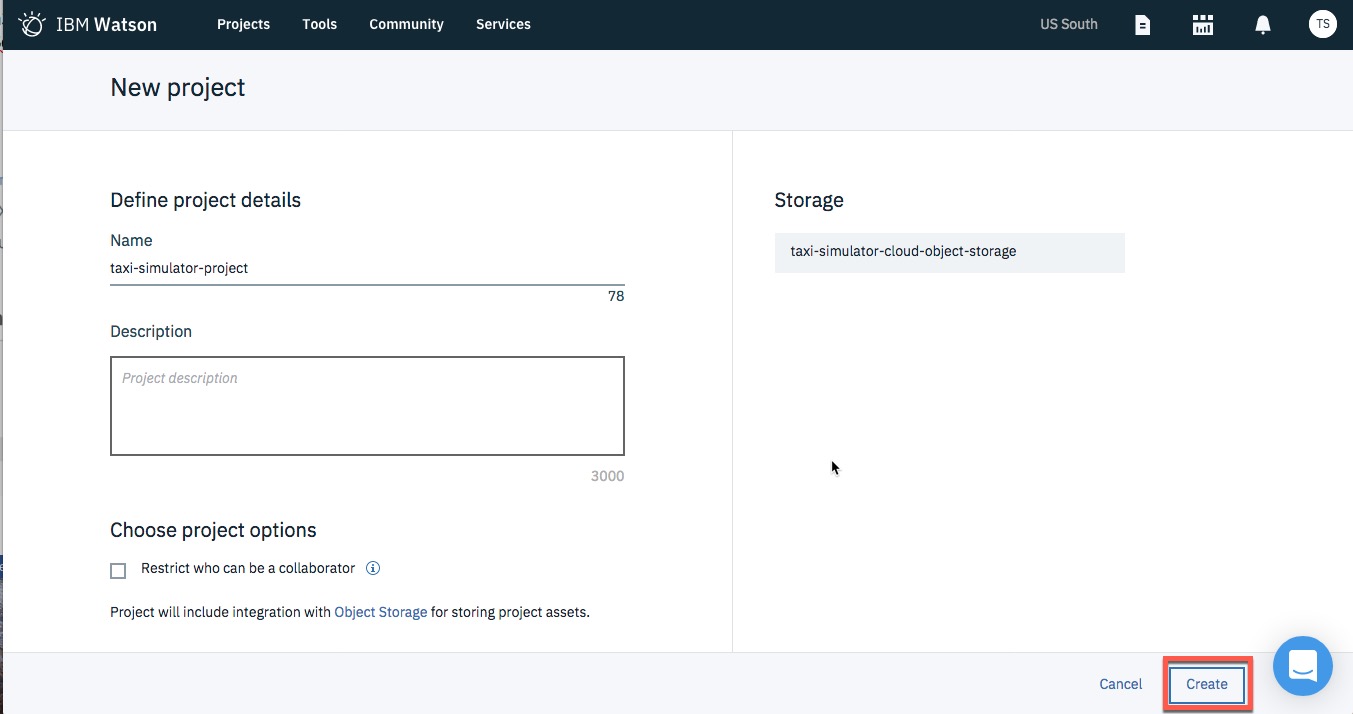 IBM Watson Projects Tools Community Services US South TS
New project
Define project details
Name
taxi-simulator-project
78
Description
Project description
3000
Choose project options
Restrict who can be a collaborator
Project will include integration with Object Storage for storing project assets.
Storage
taxi-simulator-cloud-object-storage
Cancel Create